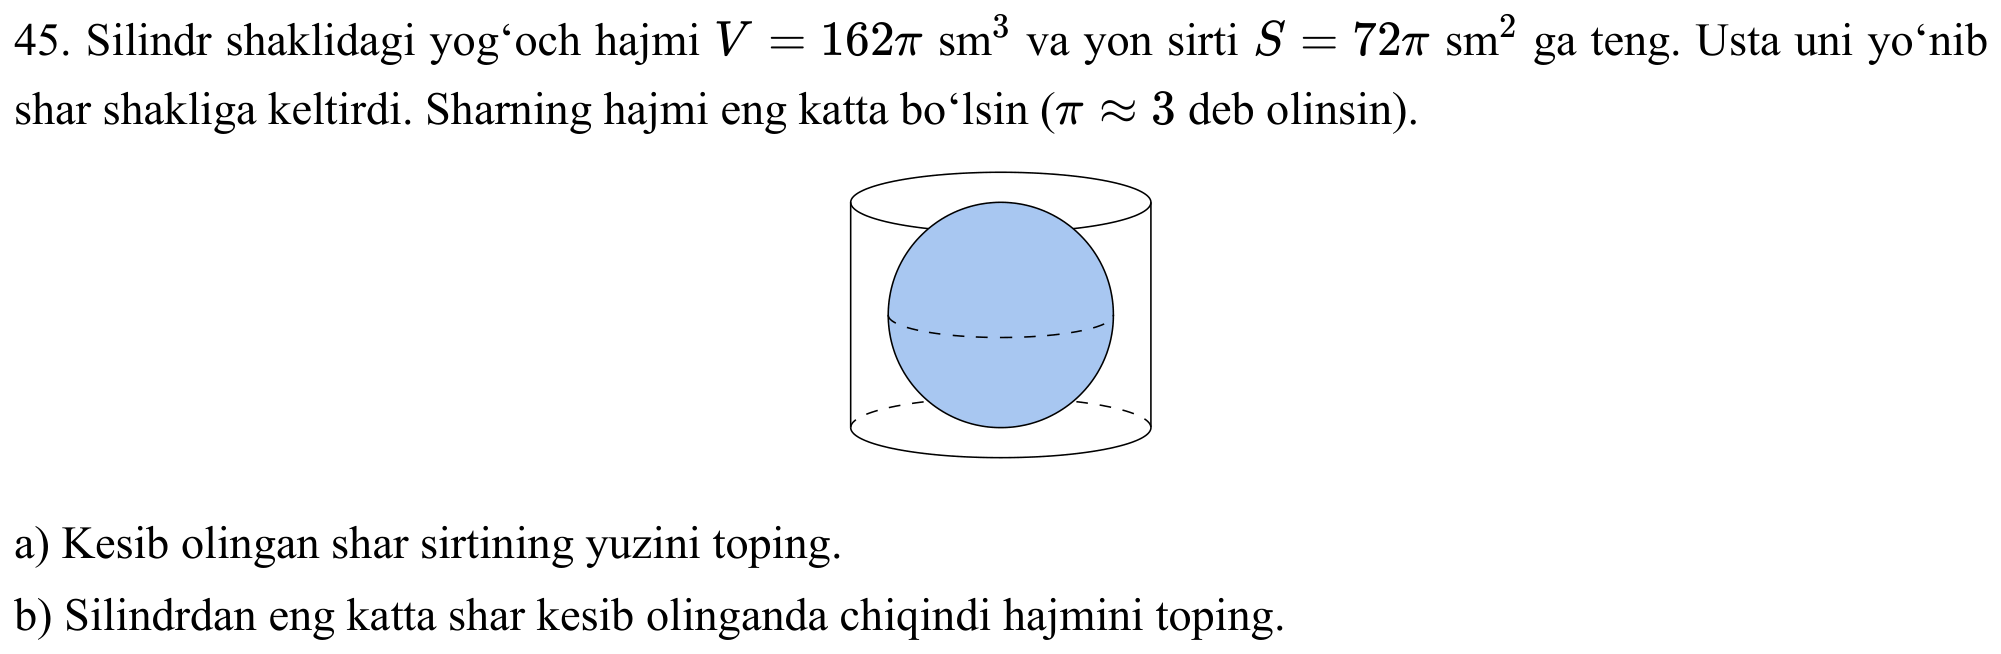 45. Silindr shaklidagi yog‘och hajmi V = 162π sm³ va yon sirti S = 72π sm² ga teng. Usta uni yo‘nib
shar shakliga keltirdi. Sharning hajmi eng katta bo‘lsin (π ≈ 3 deb olinsin).
a) Kesib olingan shar sirtining yuzini toping.
b) Silindrdan eng katta shar kesib olinganda chiqindi hajmini toping.